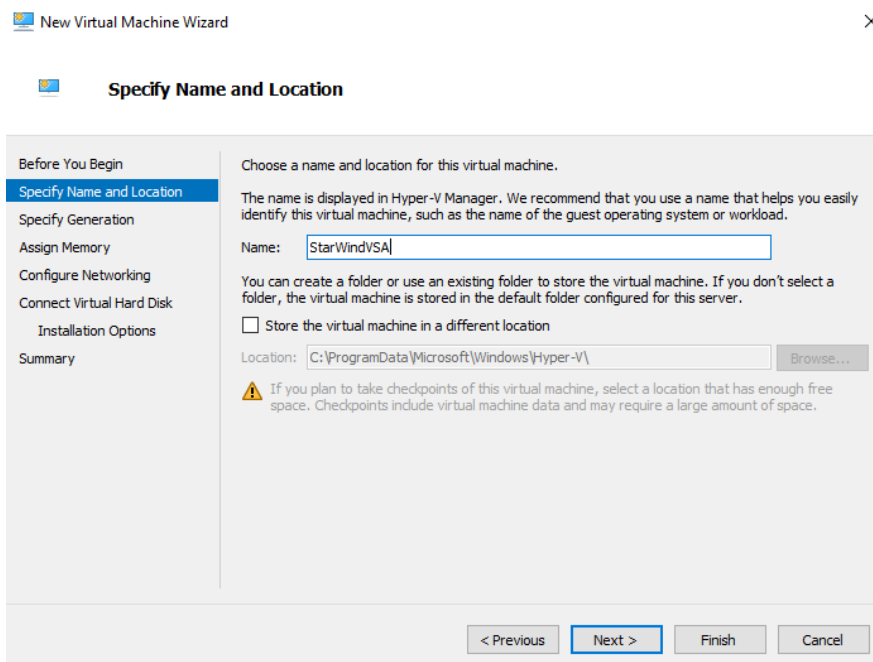 New Virtual Machine Wizard
Specify Name and Location
Before You Begin
Specify Name and Location
Specify Generation
Assign Memory
Configure Networking
Connect Virtual Hard Disk
Installation Options
Summary
Choose a name and location for this virtual machine.
The name is displayed in Hyper-V Manager. We recommend that you use a name that helps you easily
identify this virtual machine, such as the name of the guest operating system or workload.
Name: StarWindVSA
You can create a folder or use an existing folder to store the virtual machine. If you don't select a
folder, the virtual machine is stored in the default folder configured for this server.
Store the virtual machine in a different location
Location: C:\ProgramData\Microsoft\Windows\Hyper-V\ Browse...
If you plan to take checkpoints of this virtual machine, select a location that has enough free
space. Checkpoints include virtual machine data and may require a large amount of space.
< Previous Next > Finish Cancel